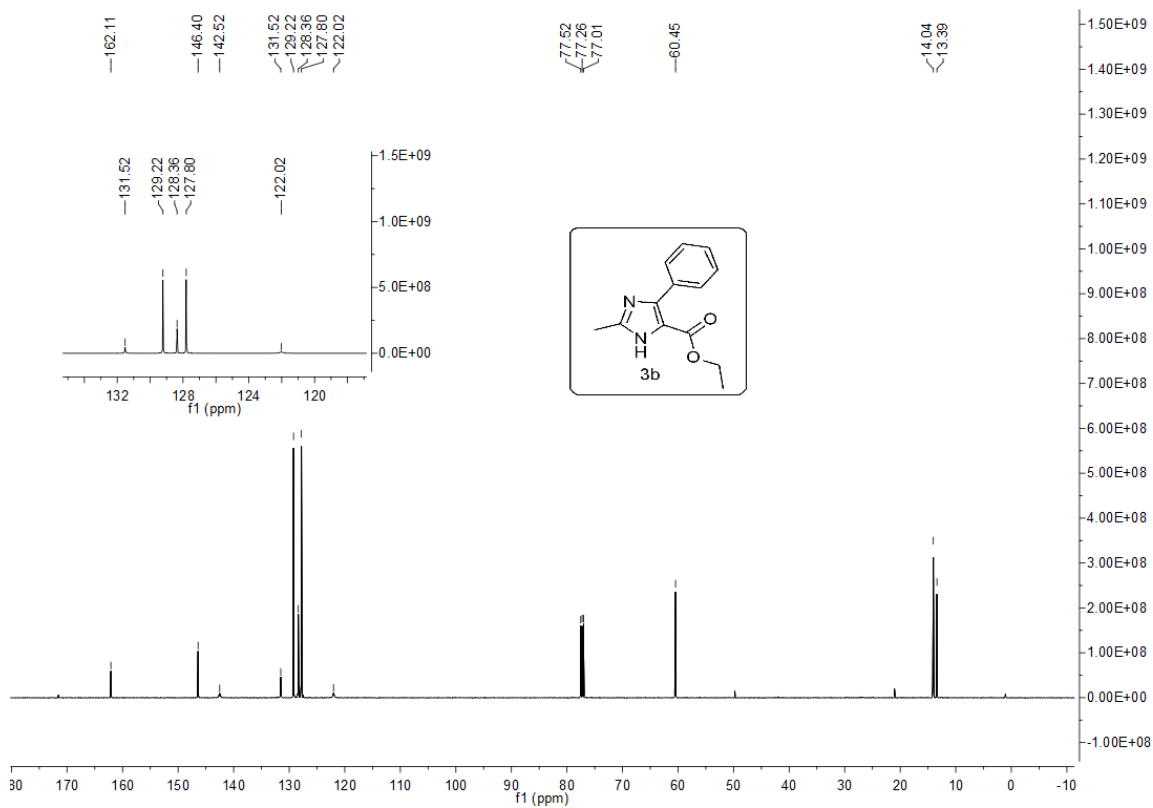 162.11
146.40
142.52
131.52
129.22
128.36
127.80
122.02
77.52
77.26
77.01
60.45
14.04
13.39
131.52
129.22
128.36
127.80
122.02
1.5E+09
1.0E+09
5.0E+08
0.0E+00
132 128 124 120
f1 (ppm)
N
N
H
O
O
3b
1.50E+09
1.40E+09
1.30E+09
1.20E+09
1.10E+09
1.00E+09
9.00E+08
8.00E+08
7.00E+08
6.00E+08
5.00E+08
4.00E+08
3.00E+08
2.00E+08
1.00E+08
0.00E+00
-1.00E+08
80 170 160 150 140 130 120 110 100 90 80 70 60 50 40 30 20 10 0 -10
f1 (ppm)